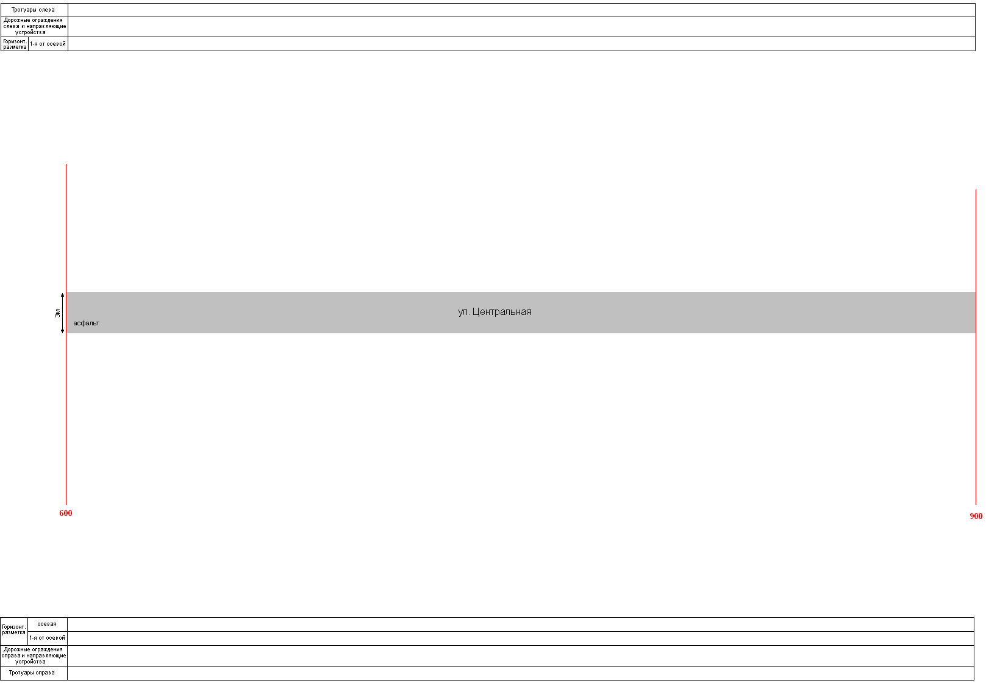 Тротуары слева
Дорожные ограждения
слева и направляющие
устройства
Горизонт.
разметка
1-я от осевой
3м
асфальт
ул. Центральная
600
900
Горизонт.
разметка
осевая
1-я от осевой
Дорожные ограждения
справа и направляющие
устройства
Тротуары справа